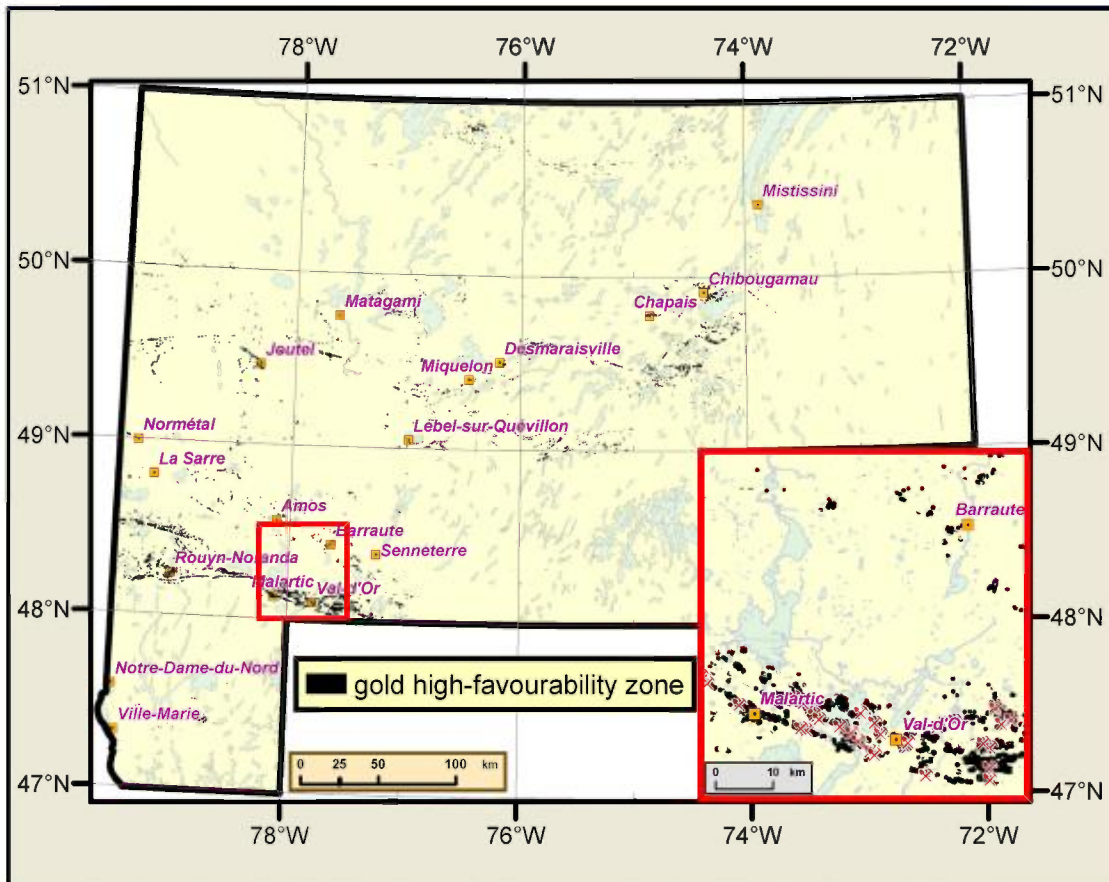 78°W 76°W 74°W 72°W
51°N 51°N
Mistissini
50°N 50°N
Chibougamau
Matagami Chapais
Joutel Desmaraisville
Miquelon
Normétal Lebel-sur-Quévillon
49°N 49°N
La Sarre
Amos
Barraute
Barraute
Senneterre
Rouyn-Noranda
Malartic Val-d'Or
48°N 48°N
Notre-Dame-du-Nord
gold high-favourability zone
Malartic
Ville-Marie
Val-d'Or
0 25 50 100 km
0 10 km
47°N 47°N
78°W 76°W 74°W 72°W